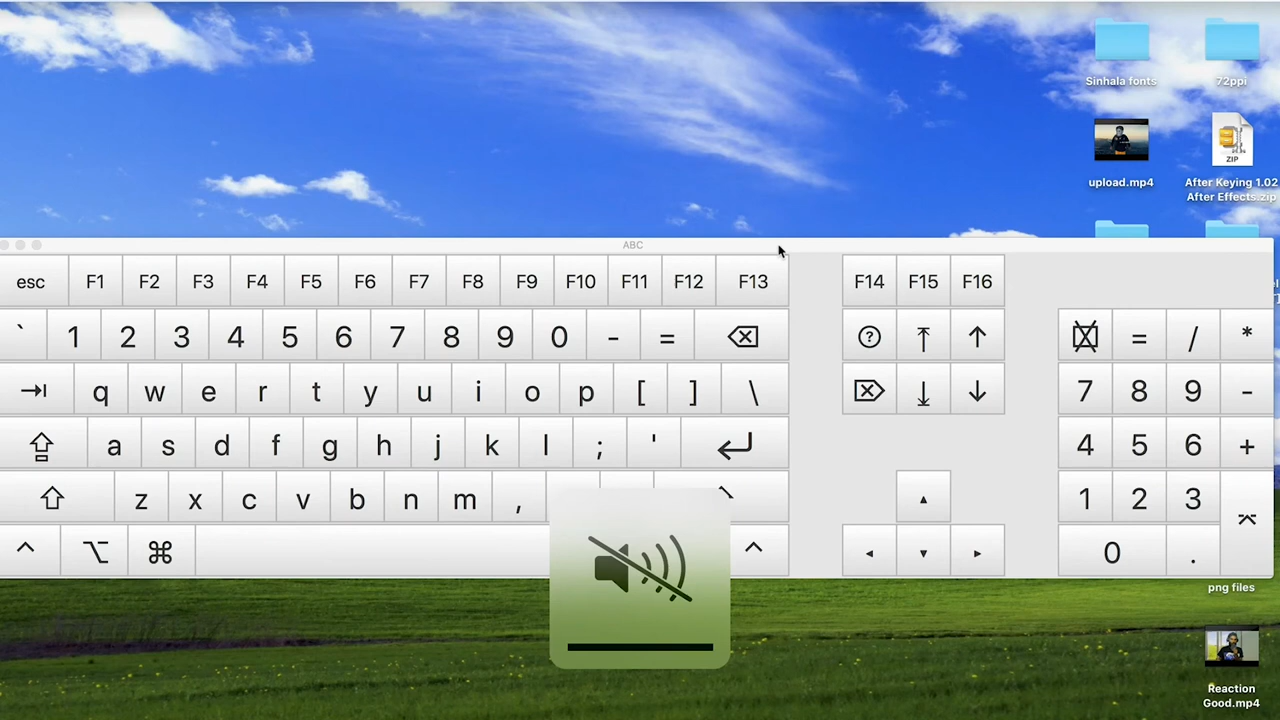 Sinhala fonts
72ppi
upload.mp4
ZIP
After Keying 1.02
After Effects.zip
ABC
esc F1 F2 F3 F4 F5 F6 F7 F8 F9 F10 F11 F12 F13 F14 F15 F16
` 1 2 3 4 5 6 7 8 9 0 - = = / *
q w e r t y u i o p [ ] \ 7 8 9 -
a s d f g h j k l ; ' 4 5 6 +
z x c v b n m , 1 2 3
^ ⌥ ⌘ ^ 0 .
png files
Reaction
Good.mp4